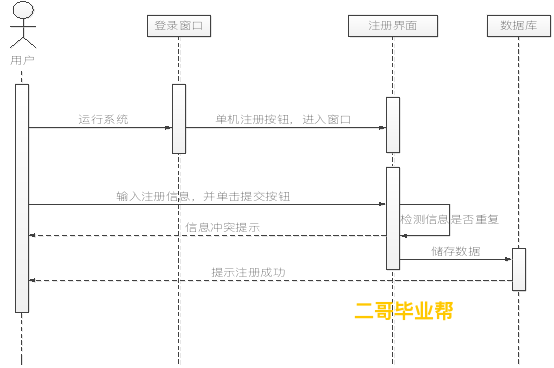 登录窗口
注册界面
数据库
用户
运行系统
单机注册按钮，进入窗口
输入注册信息，并单击提交按钮
检测信息是否重复
信息冲突提示
储存数据
提示注册成功
二哥毕业帮